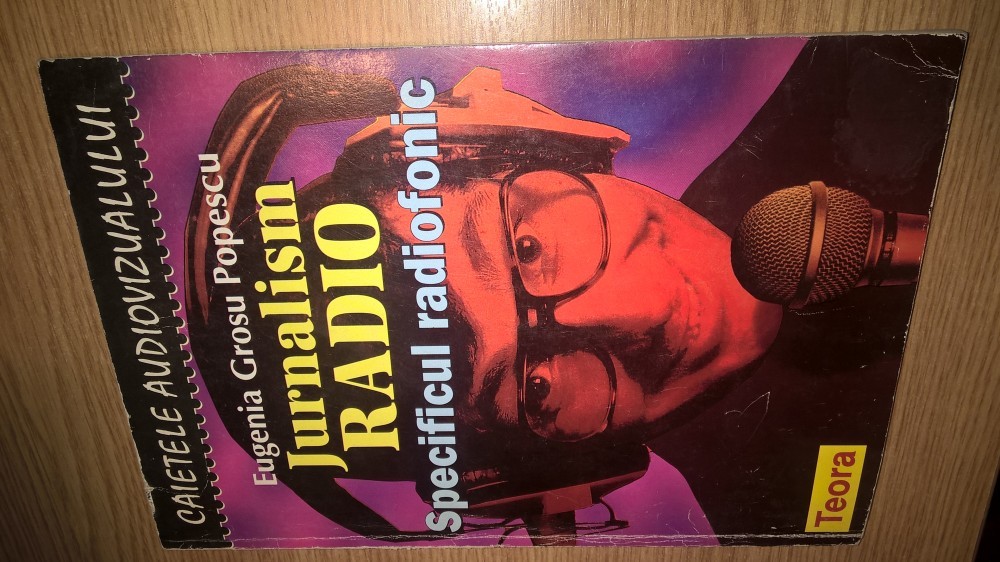 CAIETELE AUDIOVIZUALULUI
Eugenia Grosu Popescu
Jurnalism
RADIO
Specificul radiofonic
Teora